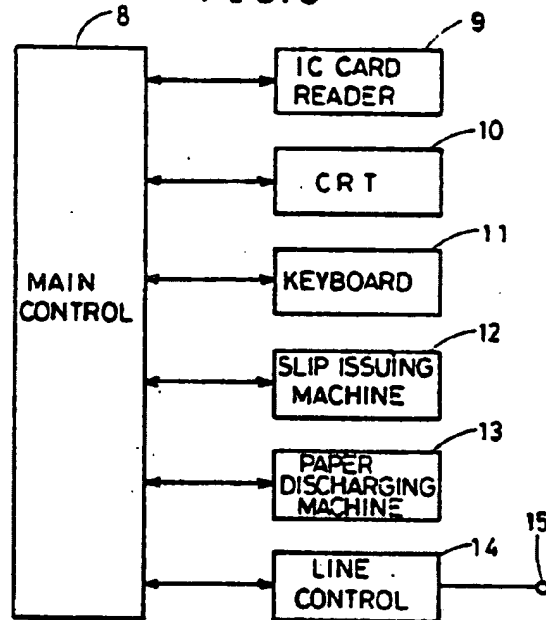 8
9
IC CARD
READER
10
CRT
11
KEYBOARD
MAIN
CONTROL
12
SLIP ISSUING
MACHINE
13
PAPER
DISCHARGING
MACHINE
14
15
LINE
CONTROL